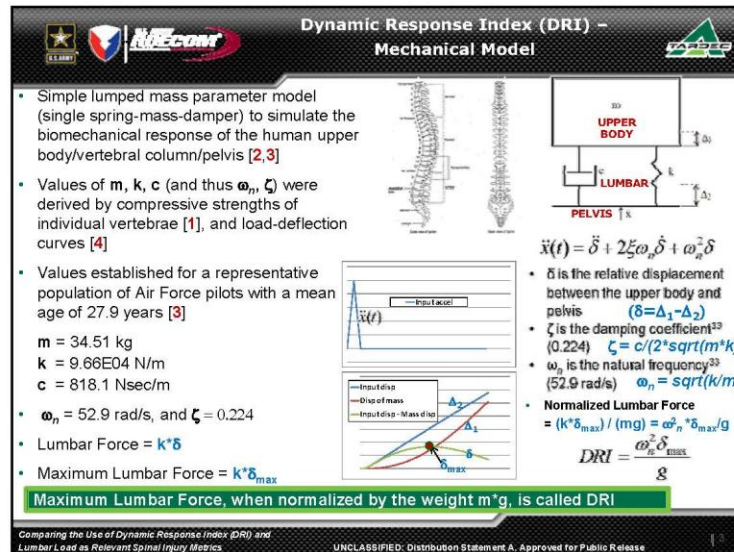 Dynamic Response Index (DRI) –
Mechanical Model
U.S.ARMY
RDECOM
TARDEC
• Simple lumped mass parameter model
(single spring-mass-damper) to simulate the
biomechanical response of the human upper
body/vertebral column/pelvis [2,3]
• Values of m, k, c (and thus ωn, ζ) were
derived by compressive strengths of
individual vertebrae [1], and load-deflection
curves [4]
• Values established for a representative
population of Air Force pilots with a mean
age of 27.9 years [3]
m = 34.51 kg
k = 9.66E04 N/m
c = 818.1 Nsec/m
• ωn = 52.9 rad/s, and ζ = 0.224
• Lumbar Force = k*δ
• Maximum Lumbar Force = k*δmax
Input accel
ẍ(t)
Input disp
Disp of mass
Input disp - Mass disp
Δ2
Δ1
δ
δmax
m
UPPER
BODY
Δ1
c
k
LUMBAR
Δ2
PELVIS
ẍ
ẍ(t) = δ̈ + 2ξωnδ̇ + ωn²δ
• δ is the relative displacement
between the upper body and
pelvis (δ=Δ1-Δ2)
• ζ is the damping coefficient33
(0.224) ζ = c/(2*sqrt(m*k)
• ωn is the natural frequency33
(52.9 rad/s) ωn = sqrt(k/m
• Normalized Lumbar Force
= (k*δmax) / (mg) = ω²n *δmax/g
DRI = ωn²δmax / g
Maximum Lumbar Force, when normalized by the weight m*g, is called DRI
Comparing the Use of Dynamic Response Index (DRI) and
Lumbar Load as Relevant Spinal Injury Metrics
UNCLASSIFIED: Distribution Statement A. Approved for Public Release
3